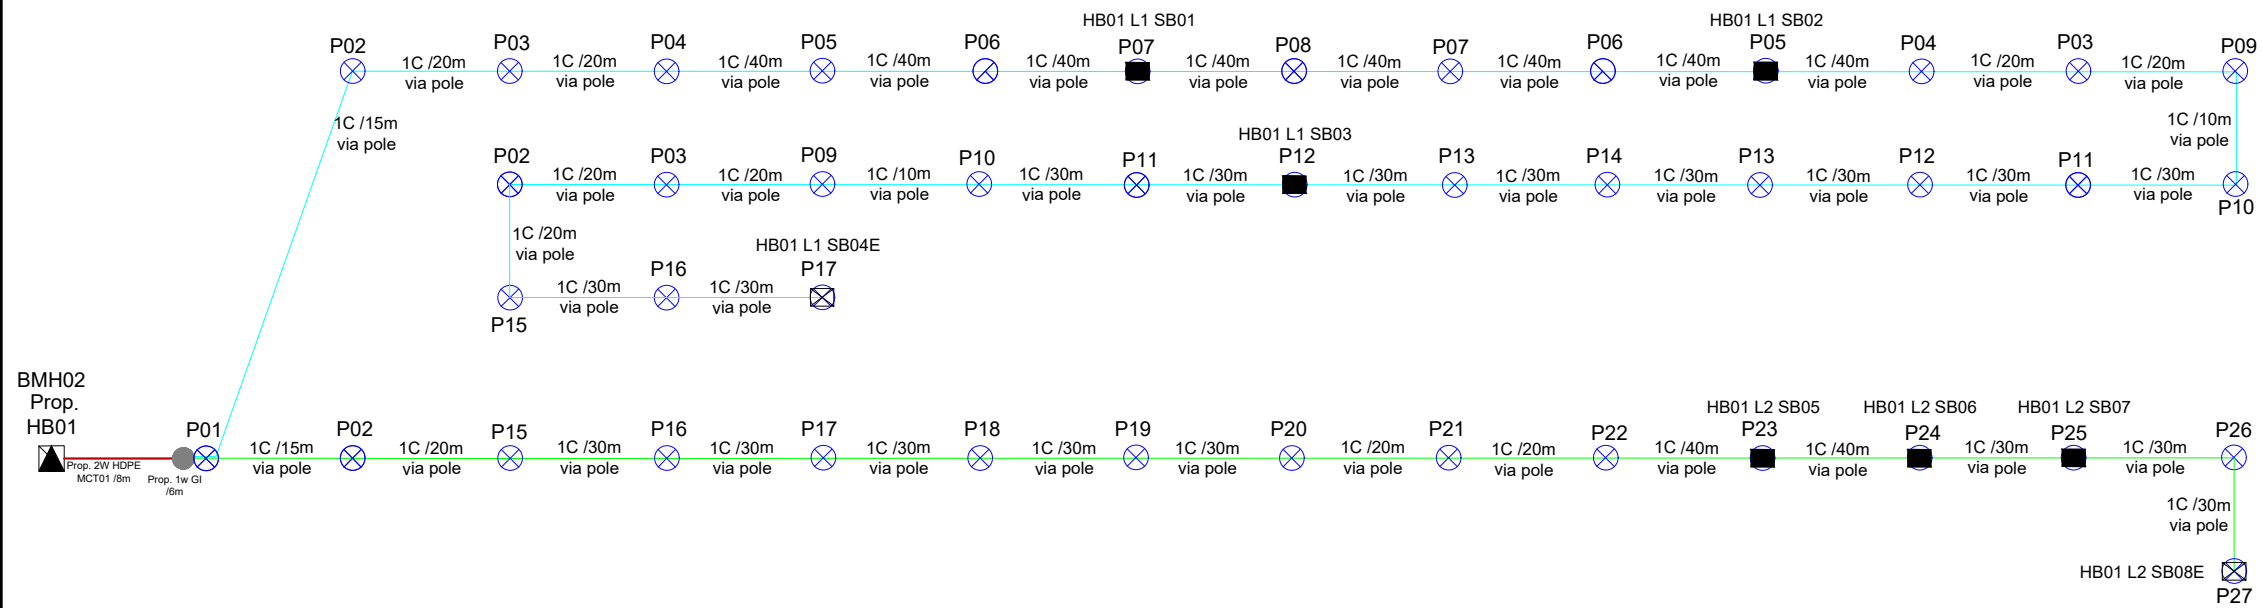 HB01 L1 SB01
HB01 L1 SB02
P02
P03
P04
P05
P06
P07
P08
P07
P06
P05
P04
P03
P09
1C /20m
via pole
1C /20m
via pole
1C /40m
via pole
1C /40m
via pole
1C /40m
via pole
1C /40m
via pole
1C /40m
via pole
1C /40m
via pole
1C /40m
via pole
1C /40m
via pole
1C /20m
via pole
1C /20m
via pole
1C /15m
via pole
1C /10m
via pole
HB01 L1 SB03
P02
P03
P09
P10
P11
P12
P13
P14
P13
P12
P11
P10
1C /20m
via pole
1C /20m
via pole
1C /10m
via pole
1C /30m
via pole
1C /30m
via pole
1C /30m
via pole
1C /30m
via pole
1C /30m
via pole
1C /30m
via pole
1C /30m
via pole
1C /30m
via pole
1C /20m
via pole
HB01 L1 SB04E
P15
P16
P17
1C /30m
via pole
1C /30m
via pole
BMH02
Prop.
HB01
Prop. 2W HDPE
MCT01 /8m
Prop. 1w GI
/6m
HB01 L2 SB05
HB01 L2 SB06
HB01 L2 SB07
P01
P02
P15
P16
P17
P18
P19
P20
P21
P22
P23
P24
P25
P26
1C /15m
via pole
1C /20m
via pole
1C /30m
via pole
1C /30m
via pole
1C /30m
via pole
1C /30m
via pole
1C /30m
via pole
1C /20m
via pole
1C /20m
via pole
1C /40m
via pole
1C /40m
via pole
1C /30m
via pole
1C /30m
via pole
1C /30m
via pole
HB01 L2 SB08E
P27